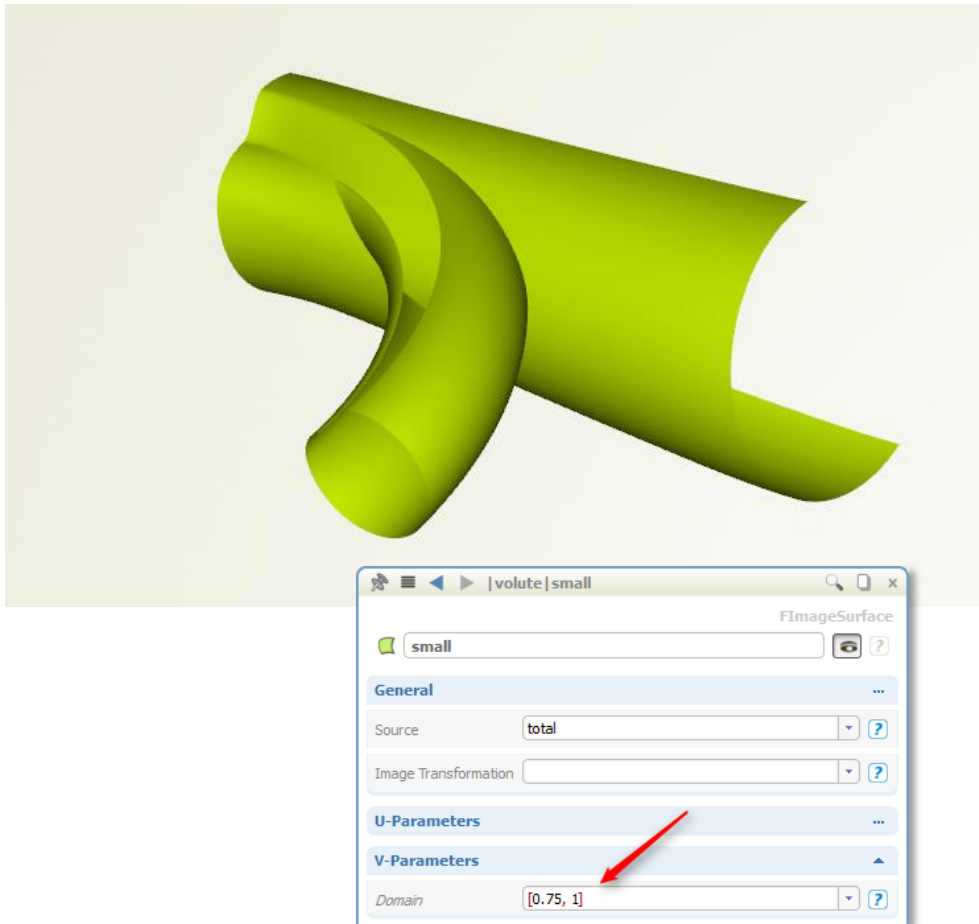 |volute|small
FImageSurface
small
General
Source total
Image Transformation
U-Parameters
V-Parameters
Domain [0.75, 1]